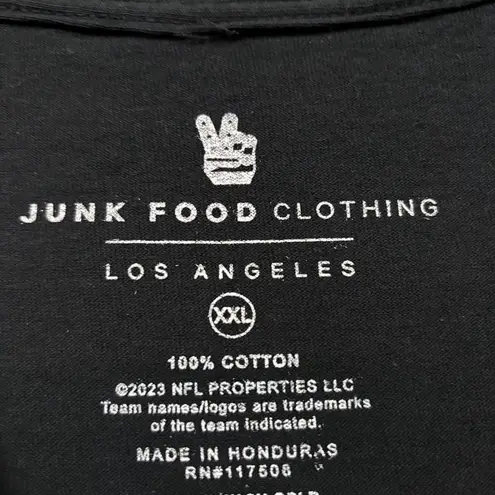 JUNK FOOD CLOTHING
LOS ANGELES
XXL
100% COTTON
©2023 NFL PROPERTIES LLC
Team names/logos are trademarks
of the team indicated.
MADE IN HONDURAS
RN#117508